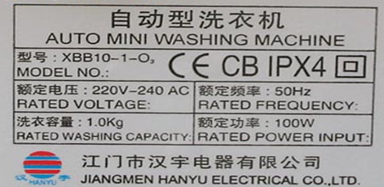 自动型洗衣机
AUTO MINI WASHING MACHINE
型号：XBB10-1-O₃
MODEL NO.:
CE CB IPX4
额定电压：220V-240 AC
RATED VOLTAGE:
额定频率：50Hz
RATED FREQUENCY:
洗衣容量：1.0Kg
RATED WASHING CAPACITY:
额定功率：100W
RATED POWER INPUT:
汉宇
HANYU
江门市汉宇电器有限公司
JIANGMEN HANYU ELECTRICAL CO.,LTD.